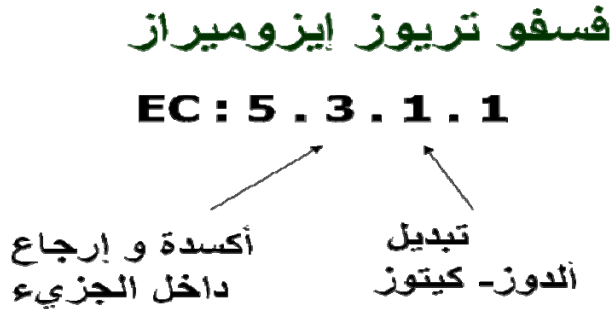 فسفو تريوز إيزوميراز
EC : 5 . 3 . 1 . 1
تبديل
ألدوز- كيتوز
أكسدة و إرجاع
داخل الجزيء